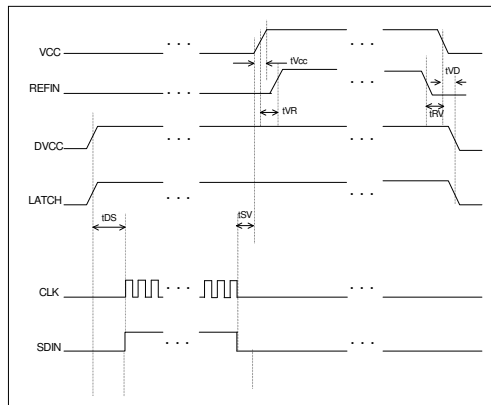 VCC
. . .
. . .
tVcc
tVD
REFIN
. . .
. . .
tVR
tRV
DVCC
. . .
. . .
LATCH
. . .
. . .
tDS
tSV
CLK
. . .
. . .
SDIN
. . .
. . .